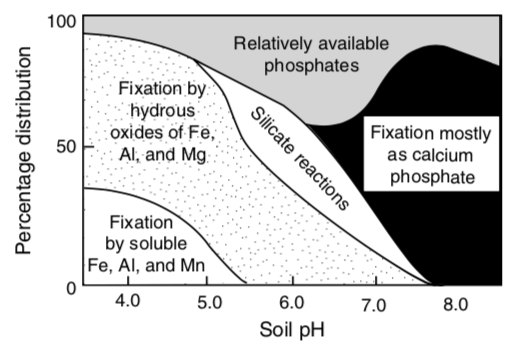 100
50
0
Percentage distribution
Relatively available
phosphates
Fixation by
hydrous
oxides of Fe,
Al, and Mg
Silicate reactions
Fixation mostly
as calcium
phosphate
Fixation
by soluble
Fe, Al, and Mn
4.0 5.0 6.0 7.0 8.0
Soil pH